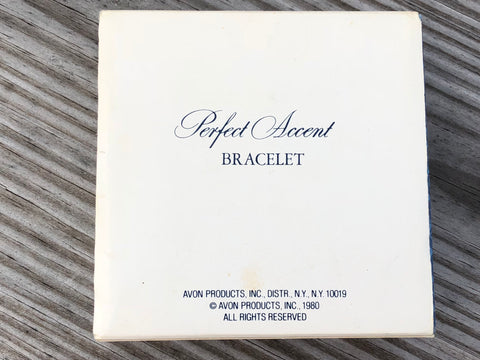 Perfect Accent
BRACELET
AVON PRODUCTS, INC., DISTR., N.Y., N.Y. 10019
© AVON PRODUCTS, INC., 1980
ALL RIGHTS RESERVED